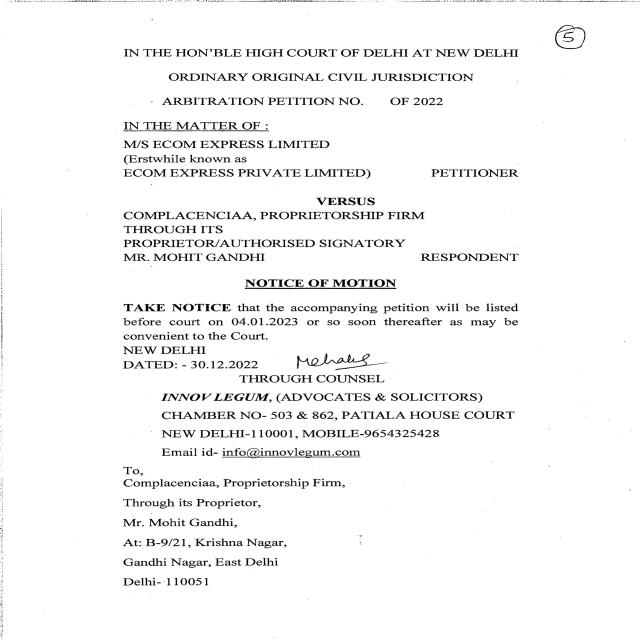 5
IN THE HON'BLE HIGH COURT OF DELHI AT NEW DELHI
ORDINARY ORIGINAL CIVIL JURISDICTION
ARBITRATION PETITION NO. OF 2022
IN THE MATTER OF :
M/S ECOM EXPRESS LIMITED
(Erstwhile known as
ECOM EXPRESS PRIVATE LIMITED) PETITIONER
VERSUS
COMPLACENCIAA, PROPRIETORSHIP FIRM
THROUGH ITS
PROPRIETOR/AUTHORISED SIGNATORY
MR. MOHIT GANDHI RESPONDENT
NOTICE OF MOTION
TAKE NOTICE that the accompanying petition will be listed
before court on 04.01.2023 or so soon thereafter as may be
convenient to the Court.
NEW DELHI
DATED: - 30.12.2022
THROUGH COUNSEL
INNOV LEGUM, (ADVOCATES & SOLICITORS)
CHAMBER NO- 503 & 862, PATIALA HOUSE COURT
NEW DELHI-110001, MOBILE-9654325428
Email id- info@innovlegum.com
To,
Complacenciaa, Proprietorship Firm,
Through its Proprietor,
Mr. Mohit Gandhi,
At: B-9/21, Krishna Nagar,
Gandhi Nagar, East Delhi
Delhi- 110051